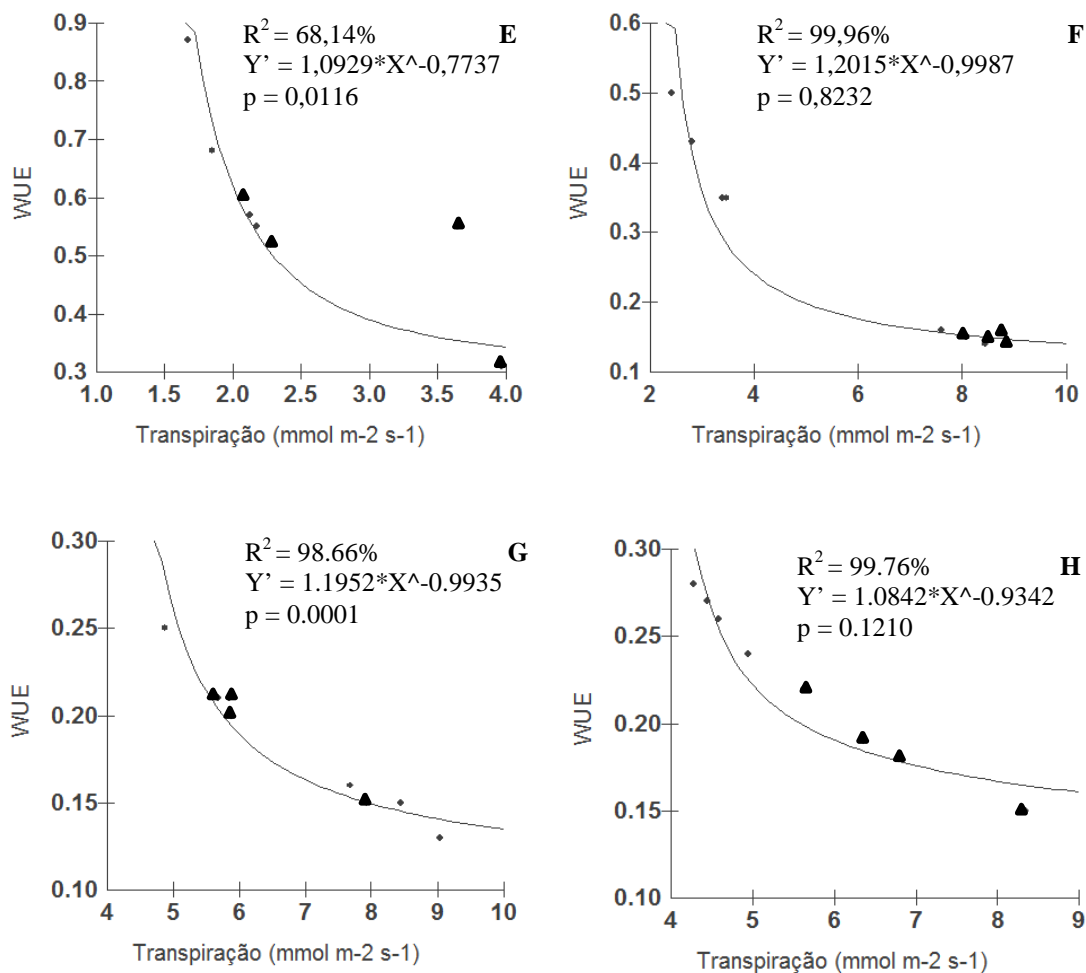 R² = 68,14%
Y’ = 1,0929*X^-0,7737
p = 0,0116
E
0.9
0.8
0.7
0.6
0.5
0.4
0.3
WUE
1.0
1.5
2.0
2.5
3.0
3.5
4.0
Transpiração (mmol m-2 s-1)
R² = 99,96%
Y’ = 1,2015*X^-0,9987
p = 0,8232
F
0.6
0.5
0.4
0.3
0.2
0.1
WUE
2
4
6
8
10
Transpiração (mmol m-2 s-1)
R² = 98.66%
Y’ = 1.1952*X^-0.9935
p = 0.0001
G
0.30
0.25
0.20
0.15
0.10
WUE
4
5
6
7
8
9
10
Transpiração (mmol m-2 s-1)
R² = 99.76%
Y’ = 1.0842*X^-0.9342
p = 0.1210
H
0.30
0.25
0.20
0.15
0.10
WUE
4
5
6
7
8
9
Transpiração (mmol m-2 s-1)